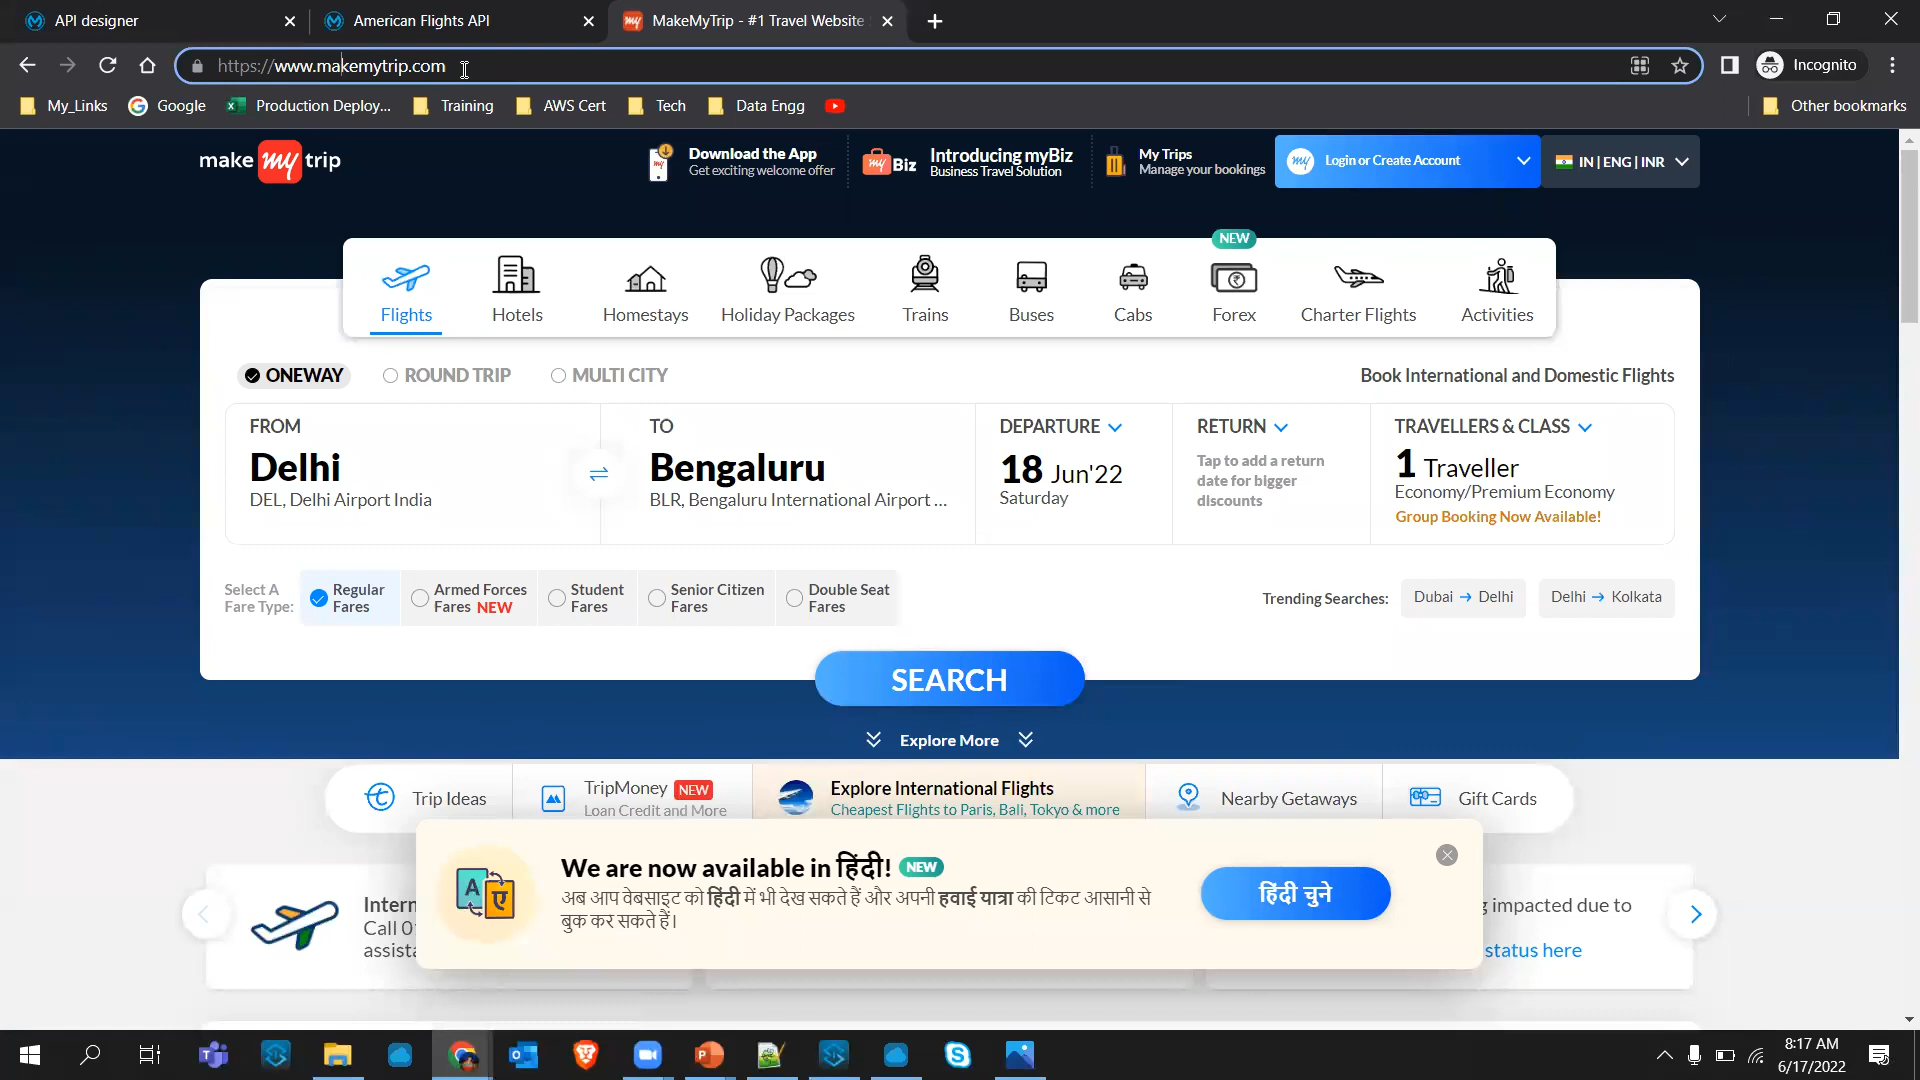 API designer
American Flights API
MakeMyTrip - #1 Travel Website
https://www.makemytrip.com
Incognito
My_Links
Google
Production Deploy...
Training
AWS Cert
Tech
Data Engg
Other bookmarks
make my trip
my
Download the App
Get exciting welcome offer
my Biz
Introducing myBiz
Business Travel Solution
My Trips
Manage your bookings
my
Login or Create Account
IN | ENG | INR
NEW
Flights
Hotels
Homestays
Holiday Packages
Trains
Buses
Cabs
Forex
Charter Flights
Activities
ONEWAY
ROUND TRIP
MULTI CITY
Book International and Domestic Flights
FROM
Delhi
DEL, Delhi Airport India
TO
Bengaluru
BLR, Bengaluru International Airport ...
DEPARTURE
18 Jun'22
Saturday
RETURN
Tap to add a return
date for bigger
discounts
TRAVELLERS & CLASS
1 Traveller
Economy/Premium Economy
Group Booking Now Available!
Select A
Fare Type:
Regular
Fares
Armed Forces
Fares NEW
Student
Fares
Senior Citizen
Fares
Double Seat
Fares
Trending Searches:
Dubai → Delhi
Delhi → Kolkata
SEARCH
Explore More
Trip Ideas
TripMoney NEW
Loan Credit and More
Explore International Flights
Cheapest Flights to Paris, Bali, Tokyo & more
Nearby Getaways
Gift Cards
A ए
We are now available in हिंदी! NEW
अब आप वेबसाइट को हिंदी में भी देख सकते हैं और अपनी हवाई यात्रा की टिकट आसानी से
बुक कर सकते हैं।
हिंदी चुने
Intern
Call 0
assista
impacted due to
status here
8:17 AM
6/17/2022